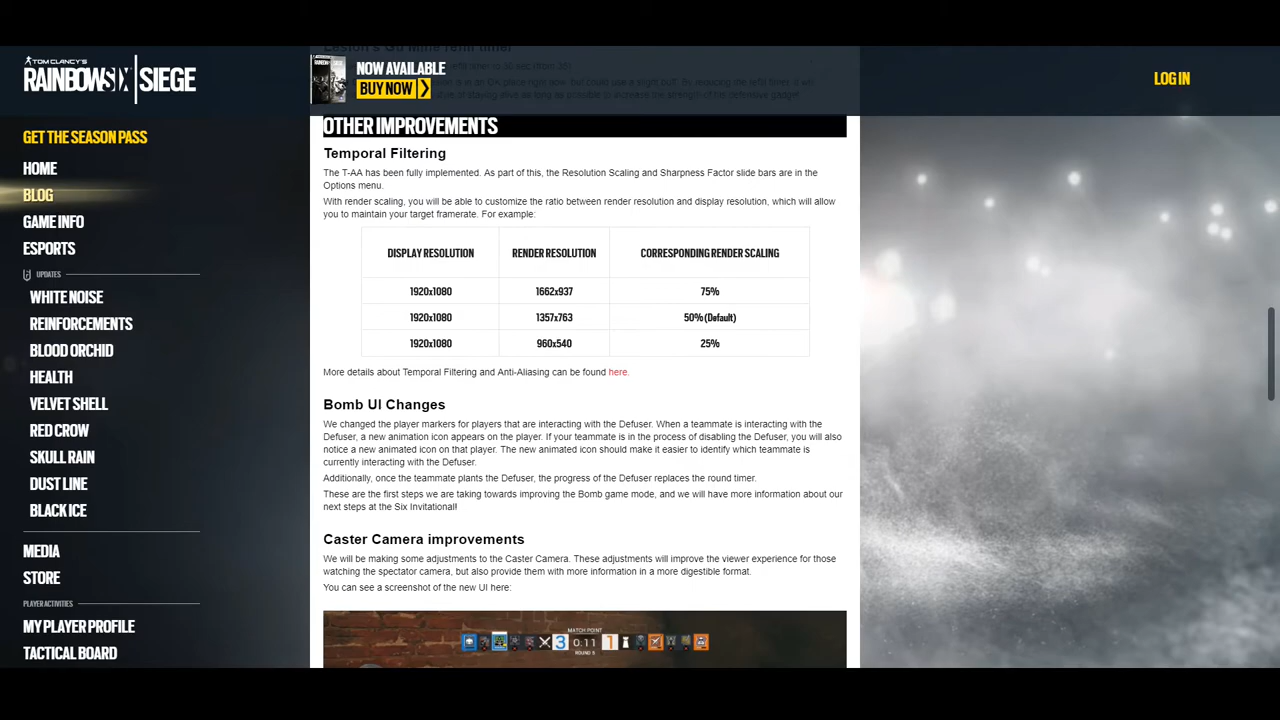 TOM CLANCY'S
RAINBOWSIX SIEGE
NOW AVAILABLE
BUY NOW
LOG IN
GET THE SEASON PASS
HOME
BLOG
GAME INFO
ESPORTS
UPDATES
WHITE NOISE
REINFORCEMENTS
BLOOD ORCHID
HEALTH
VELVET SHELL
RED CROW
SKULL RAIN
DUST LINE
BLACK ICE
MEDIA
STORE
PLAYER ACTIVITIES
MY PLAYER PROFILE
TACTICAL BOARD
OTHER IMPROVEMENTS
Temporal Filtering
The T-AA has been fully implemented. As part of this, the Resolution Scaling and Sharpness Factor slide bars are in the
Options menu.
With render scaling, you will be able to customize the ratio between render resolution and display resolution, which will allow
you to maintain your target framerate. For example:
DISPLAY RESOLUTION RENDER RESOLUTION CORRESPONDING RENDER SCALING
1920x1080 1662x937 75%
1920x1080 1357x763 50% (Default)
1920x1080 960x540 25%
More details about Temporal Filtering and Anti-Aliasing can be found here.
Bomb UI Changes
We changed the player markers for players that are interacting with the Defuser. When a teammate is interacting with the
Defuser, a new animation icon appears on the player. If your teammate is in the process of disabling the Defuser, you will also
notice a new animated icon on that player. The new animated icon should make it easier to identify which teammate is
currently interacting with the Defuser.
Additionally, once the teammate plants the Defuser, the progress of the Defuser replaces the round timer.
These are the first steps we are taking towards improving the Bomb game mode, and we will have more information about our
next steps at the Six Invitational!
Caster Camera improvements
We will be making some adjustments to the Caster Camera. These adjustments will improve the viewer experience for those
watching the spectator camera, but also provide them with more information in a more digestible format.
You can see a screenshot of the new UI here:
MATCH POINT
3 0:11 1
ROUND 5